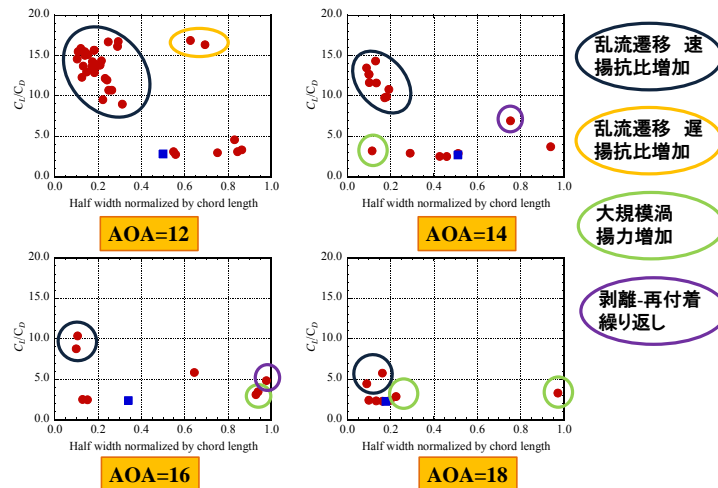 20.0
15.0
10.0
5.0
0.0
C_L/C_D
0.0 0.2 0.4 0.6 0.8 1.0
Half width normalized by chord length
AOA=12
20.0
15.0
10.0
5.0
0.0
C_L/C_D
0.0 0.2 0.4 0.6 0.8 1.0
Half width normalized by chord length
AOA=14
乱流遷移 速
揚抗比増加
乱流遷移 遅
揚抗比増加
大規模渦
揚力増加
剥離-再付着
繰り返し
20.0
15.0
10.0
5.0
0.0
C_L/C_D
0.0 0.2 0.4 0.6 0.8 1.0
Half width normalized by chord length
AOA=16
20.0
15.0
10.0
5.0
0.0
C_L/C_D
0.0 0.2 0.4 0.6 0.8 1.0
Half width normalized by chord length
AOA=18